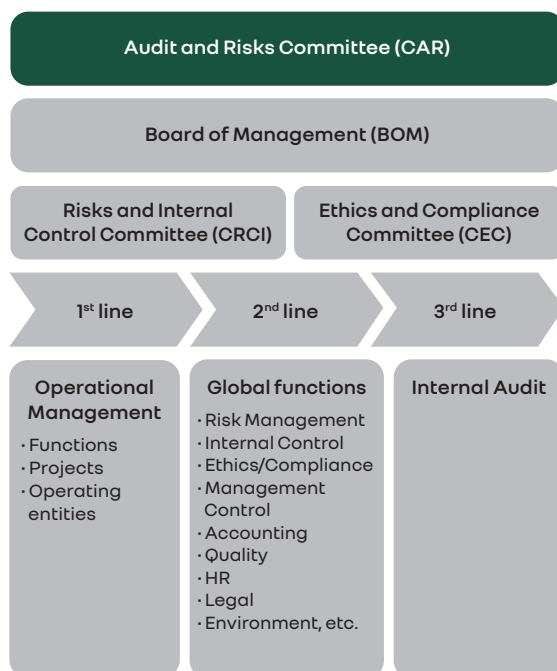 Audit and Risks Committee (CAR)
Board of Management (BOM)
Risks and Internal
Control Committee (CRCI)
Ethics and Compliance
Committee (CEC)
1st line
2nd line
3rd line
Operational
Management
· Functions
· Projects
· Operating
entities
Global functions
· Risk Management
· Internal Control
· Ethics/Compliance
· Management
Control
· Accounting
· Quality
· HR
· Legal
· Environment, etc.
Internal Audit